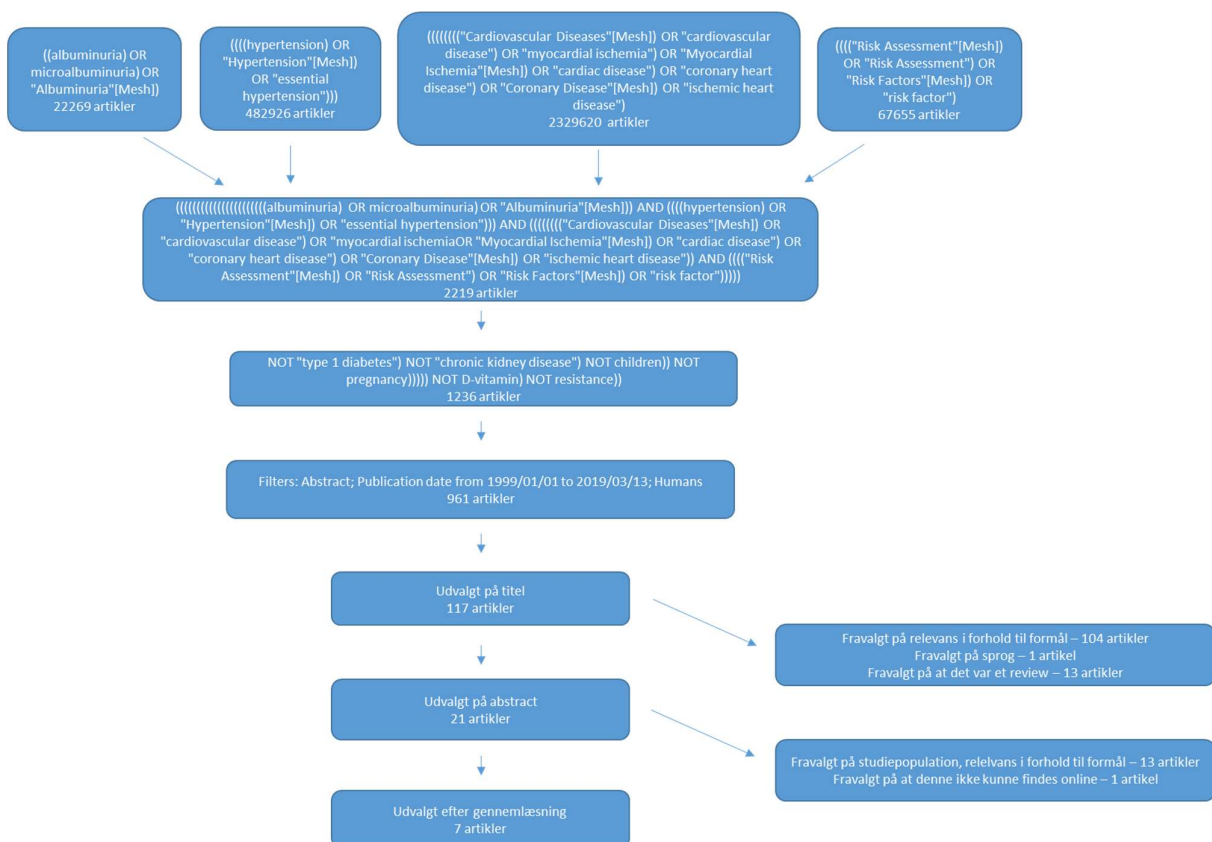 ((albuminuria) OR
microalbuminuria) OR
"Albuminuria"[Mesh])
22269 artikler
((((hypertension) OR
"Hypertension"[Mesh])
OR "essential
hypertension")))
482926 artikler
(((((((("Cardiovascular Diseases"[Mesh]) OR "cardiovascular
disease") OR "myocardial ischemia") OR "Myocardial
Ischemia"[Mesh]) OR "cardiac disease") OR "coronary heart
disease") OR "Coronary Disease"[Mesh]) OR "ischemic heart
disease")
2329620 artikler
(((("Risk Assessment"[Mesh])
OR "Risk Assessment") OR
"Risk Factors"[Mesh]) OR
"risk factor")
67655 artikler
((((((((((((((((((((((albuminuria) OR microalbuminuria) OR "Albuminuria"[Mesh])) AND ((((hypertension) OR
"Hypertension"[Mesh]) OR "essential hypertension"))) AND (((((((("Cardiovascular Diseases"[Mesh]) OR
"cardiovascular disease") OR "myocardial ischemiaOR "Myocardial Ischemia"[Mesh]) OR "cardiac disease") OR
"coronary heart disease") OR "Coronary Disease"[Mesh]) OR "ischemic heart disease")) AND (((("Risk
Assessment"[Mesh]) OR "Risk Assessment") OR "Risk Factors"[Mesh]) OR "risk factor")))))
2219 artikler
NOT "type 1 diabetes") NOT "chronic kidney disease") NOT children)) NOT
pregnancy))))) NOT D-vitamin) NOT resistance))
1236 artikler
Filters: Abstract; Publication date from 1999/01/01 to 2019/03/13; Humans
961 artikler
Udvalgt på titel
117 artikler
Fravalgt på relevans i forhold til formål – 104 artikler
Fravalgt på sprog – 1 artikel
Fravalgt på at det var et review – 13 artikler
Udvalgt på abstract
21 artikler
Fravalgt på studiepopulation, relelvans i forhold til formål – 13 artikler
Fravalgt på at denne ikke kunne findes online – 1 artikel
Udvalgt efter gennemlæsning
7 artikler